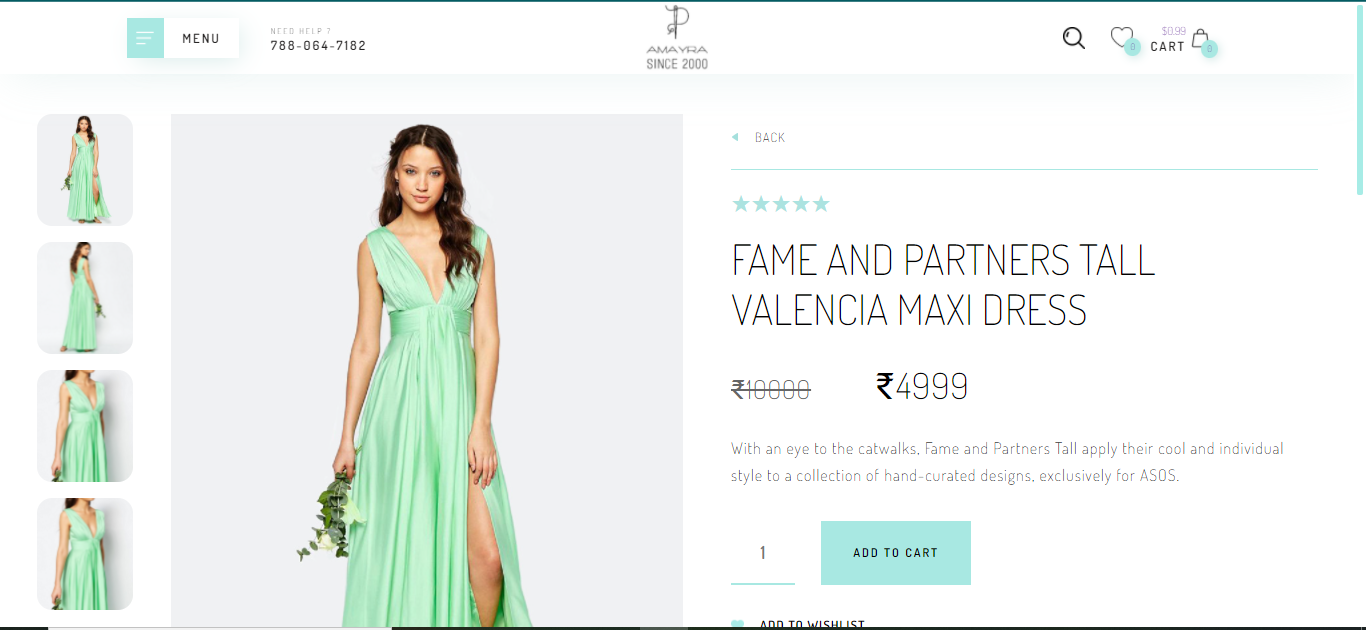 MENU
NEED HELP ?
788-064-7182
AMAYRA
SINCE 2000
0
$0.99
CART
0
BACK
FAME AND PARTNERS TALL
VALENCIA MAXI DRESS
₹10000
₹4999
With an eye to the catwalks, Fame and Partners Tall apply their cool and individual
style to a collection of hand-curated designs, exclusively for ASOS.
1
ADD TO CART
ADD TO WISHLIST